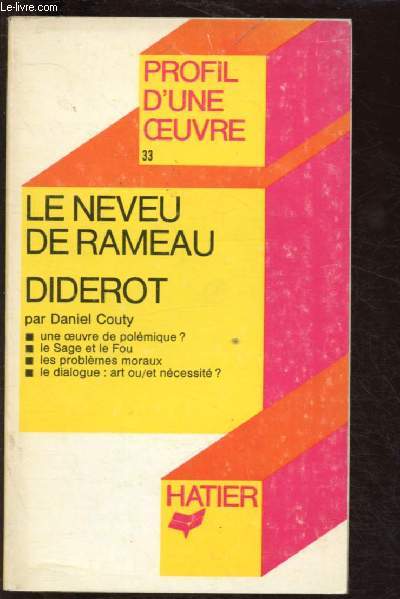 Le-livre.com
PROFIL
D'UNE
ŒUVRE
33
LE NEVEU
DE RAMEAU
DIDEROT
par Daniel Couty
■ une œuvre de polémique ?
■ le Sage et le Fou
■ les problèmes moraux
■ le dialogue : art ou/et nécessité ?
HATIER